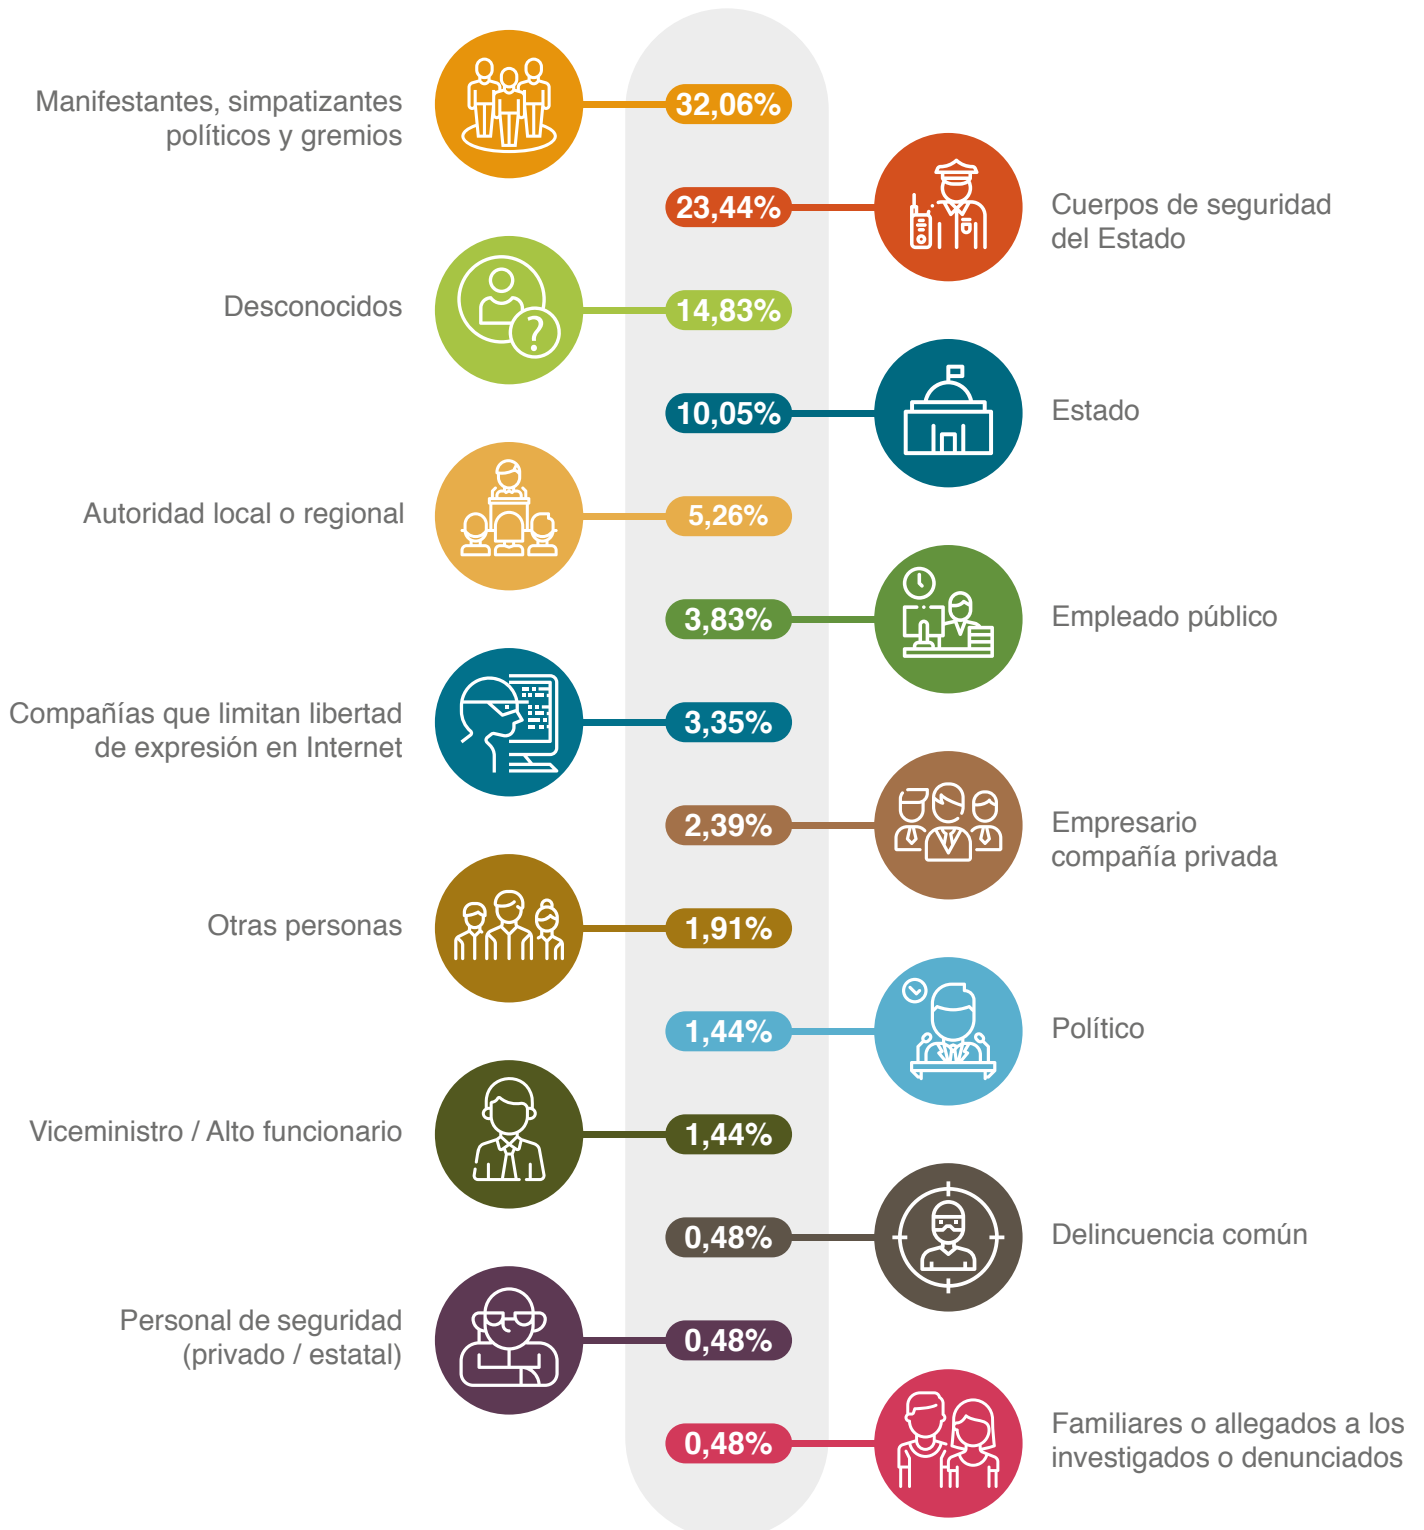 Manifestantes, simpatizantes
políticos y gremios
32,06%
23,44%
Cuerpos de seguridad
del Estado
Desconocidos
14,83%
?
10,05%
Estado
Autoridad local o regional
5,26%
3,83%
Empleado público
Compañías que limitan libertad
de expresión en Internet
3,35%
2,39%
Empresario
compañía privada
Otras personas
1,91%
1,44%
Político
Viceministro / Alto funcionario
1,44%
0,48%
Delincuencia común
Personal de seguridad
(privado / estatal)
0,48%
0,48%
Familiares o allegados a los
investigados o denunciados